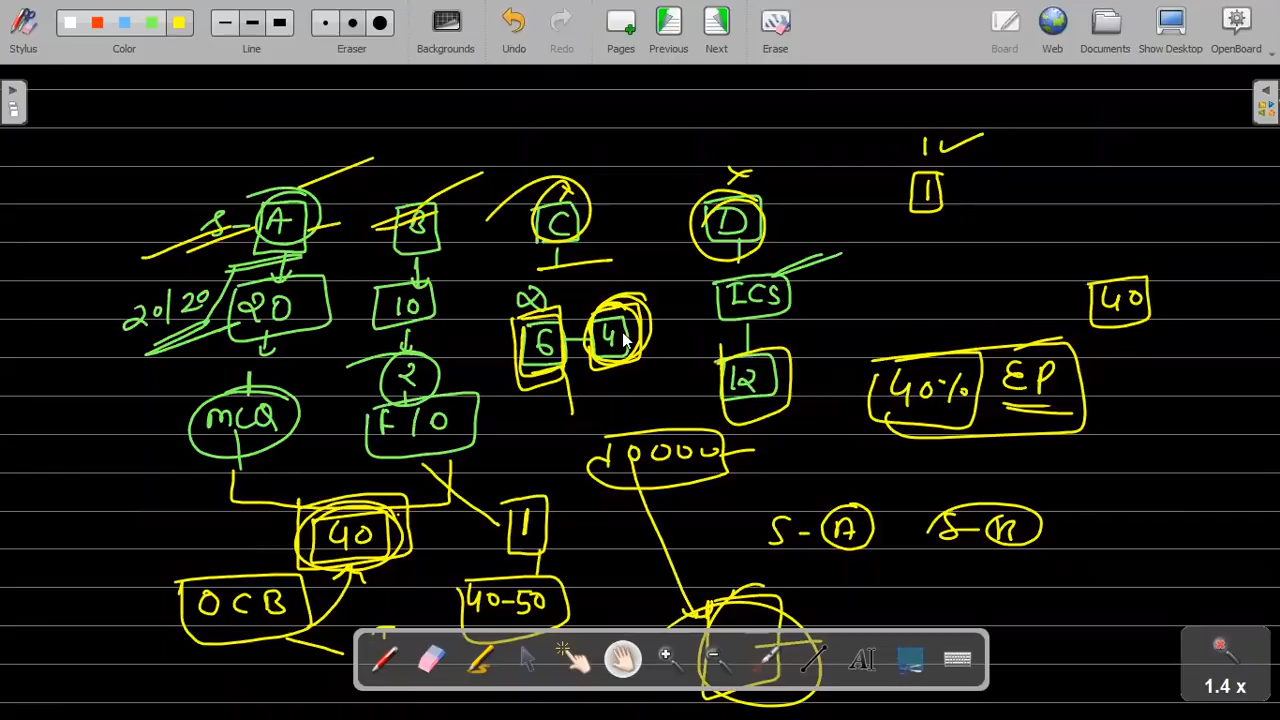 Stylus Color Line Eraser Backgrounds Undo Redo Pages Previous Next Erase Board Web Documents Show Desktop OpenBoard
1
1
S- A B C D
20/20 20 10 6 4 ICS
40
2 12
40% EP
MCQ F/O
10000
40 1
S- A S- B
OCB 40-50
1.4 x